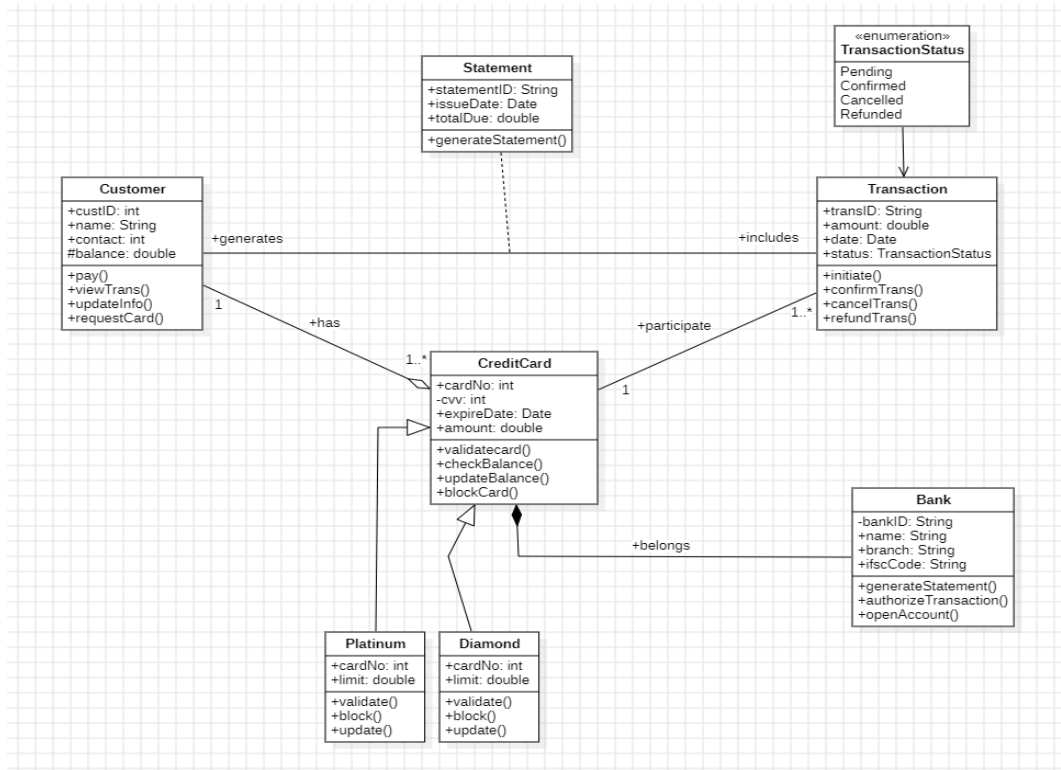 «enumeration»
TransactionStatus
Pending
Confirmed
Cancelled
Refunded
Statement
+statementID: String
+issueDate: Date
+totalDue: double
+generateStatement()
Customer
+custID: int
+name: String
+contact: int
#balance: double
+pay()
+viewTrans()
+updateInfo()
+requestCard()
+generates
+includes
Transaction
+transID: String
+amount: double
+date: Date
+status: TransactionStatus
+initiate()
+confirmTrans()
+cancelTrans()
+refundTrans()
1
+has
1..*
+participate
1..*
1
CreditCard
+cardNo: int
-cvv: int
+expireDate: Date
+amount: double
+validatecard()
+checkBalance()
+updateBalance()
+blockCard()
+belongs
Bank
-bankID: String
+name: String
+branch: String
+ifscCode: String
+generateStatement()
+authorizeTransaction()
+openAccount()
Platinum
+cardNo: int
+limit: double
+validate()
+block()
+update()
Diamond
+cardNo: int
+limit: double
+validate()
+block()
+update()